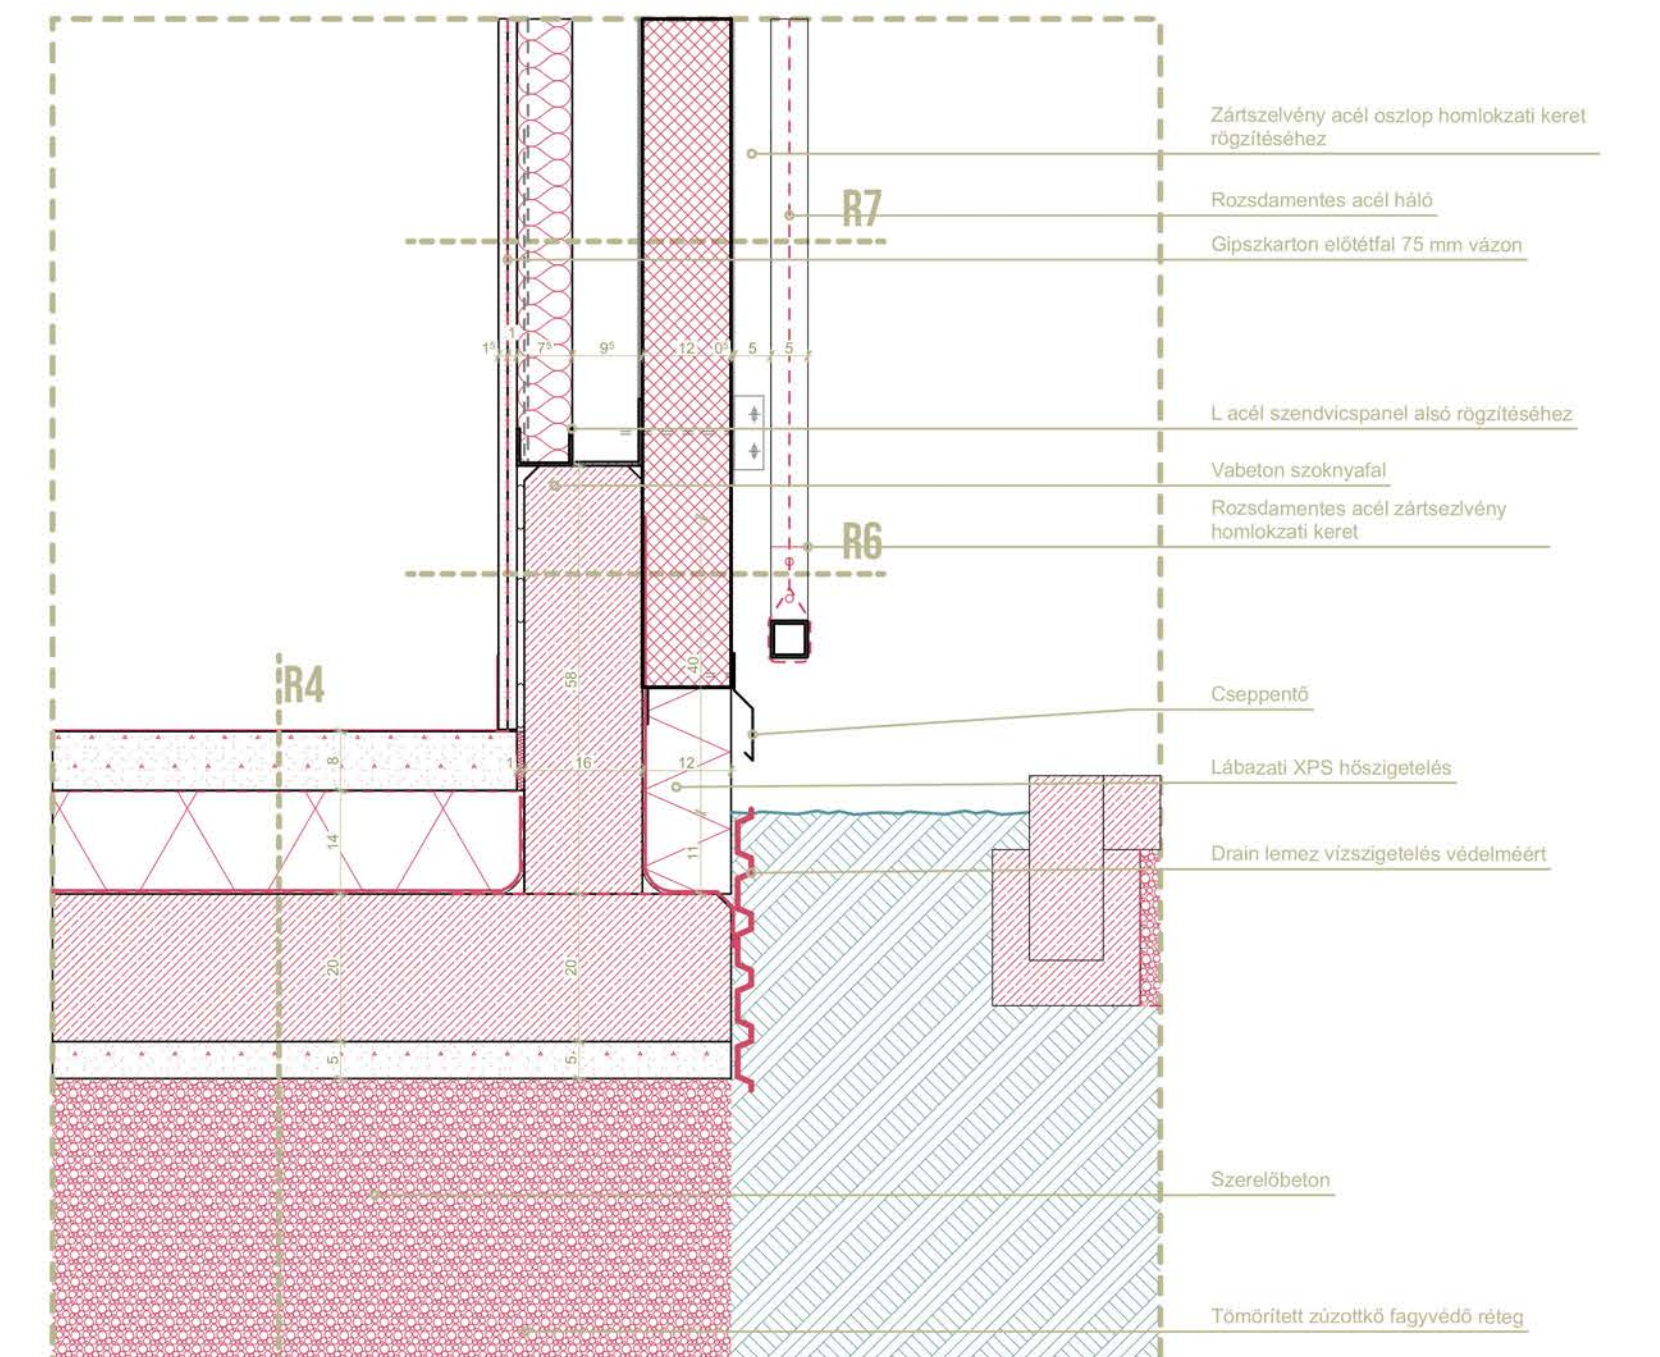 Zártszelvény acél oszlop homlokzati keret
rögzítéséhez
R7
Rozsdamentes acél háló
Gipszkarton előtétfal 75 mm vázon
1⁵ 1 7⁵ 9⁵ 12 0⁵ 5 5
L acél szendvicspanel alsó rögzítéséhez
Vabeton szoknyafal
Rozsdamentes acél zártsezlvény
homlokzati keret
R6
R4
58
40
Cseppentő
8
1 16 12
Lábazati XPS hőszigetelés
14
11
Drain lemez vízszigetelés védelméért
20
20
5
5
Szerelőbeton
Tömörített zúzottkő fagyvédő réteg